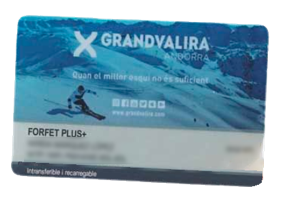 GRANDVALIRA
ANDORRA
Quan el millor esquí no és suficient
www.grandvalira.com
FORFET PLUS+
Intransferible i recarregable